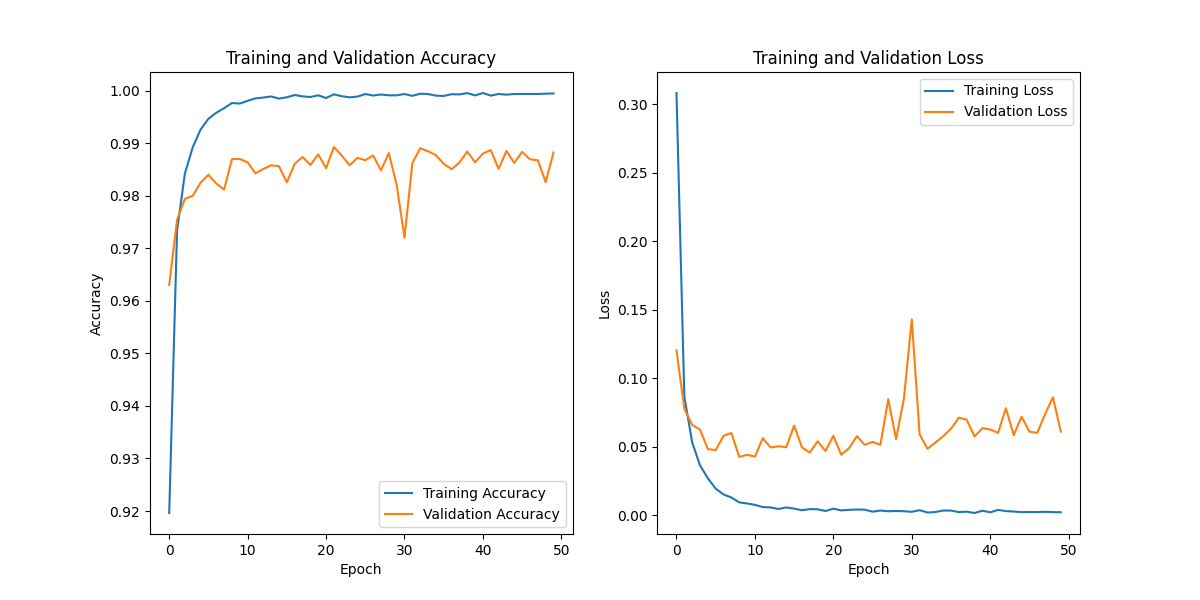 Training and Validation Accuracy
1.00
0.99
0.98
0.97
0.96
0.95
0.94
0.93
0.92
Accuracy
0
10
20
30
40
50
Epoch
Training Accuracy
Validation Accuracy
Training and Validation Loss
0.30
0.25
0.20
0.15
0.10
0.05
0.00
Loss
0
10
20
30
40
50
Epoch
Training Loss
Validation Loss